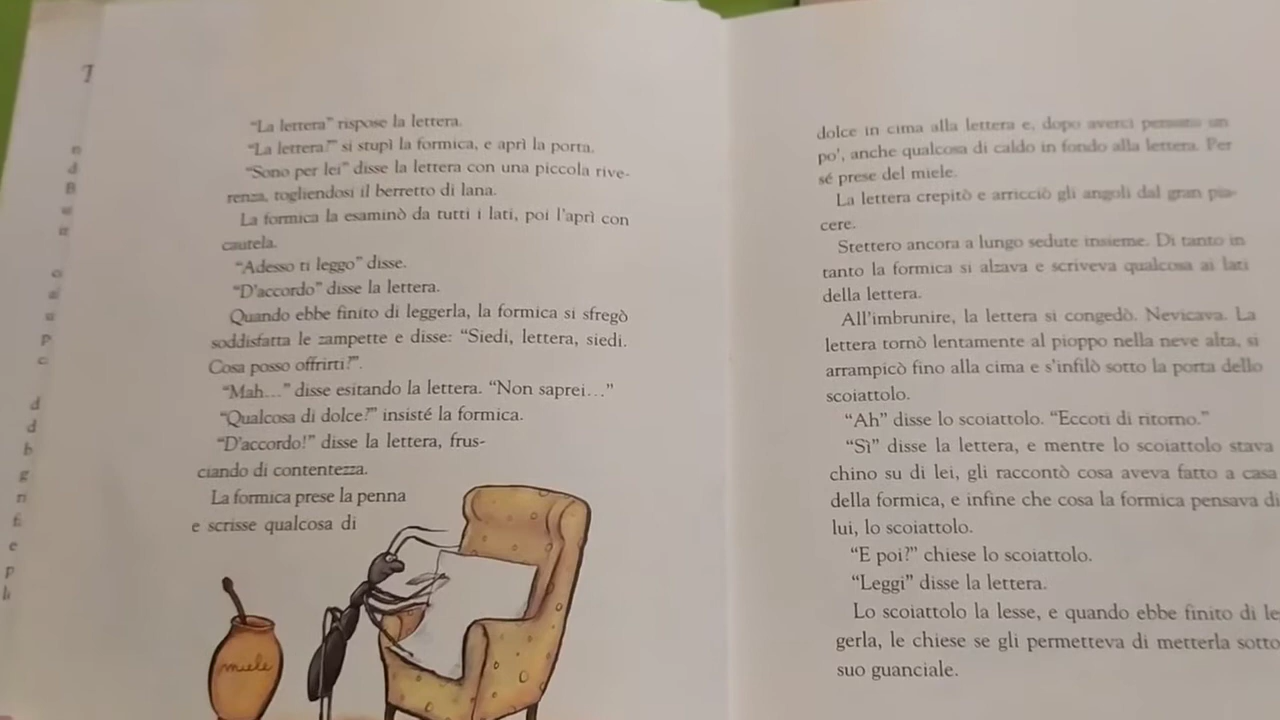 “La lettera” rispose la lettera.
“La lettera?” si stupì la formica, e aprì la porta.
“Sono per lei” disse la lettera con una piccola rive-
renza, togliendosi il berretto di lana.
La formica la esaminò da tutti i lati, poi l’aprì con
cautela.
“Adesso ti leggo” disse.
“D’accordo” disse la lettera.
Quando ebbe finito di leggerla, la formica si sfregò
soddisfatta le zampette e disse: “Siedi, lettera, siedi.
Cosa posso offrirti?”.
“Mah…” disse esitando la lettera. “Non saprei…”
“Qualcosa di dolce?” insisté la formica.
“D’accordo!” disse la lettera, frus-
ciando di contentezza.
La formica prese la penna
e scrisse qualcosa di
miele
dolce in cima alla lettera e, dopo averci pensato un
po’, anche qualcosa di caldo in fondo alla lettera. Per
sé prese del miele.
La lettera crepitò e arricciò gli angoli dal gran pia-
cere.
Stettero ancora a lungo sedute insieme. Di tanto in
tanto la formica si alzava e scriveva qualcosa ai lati
della lettera.
All’imbrunire, la lettera si congedò. Nevicava. La
lettera tornò lentamente al pioppo nella neve alta, si
arrampicò fino alla cima e s’infilò sotto la porta dello
scoiattolo.
“Ah” disse lo scoiattolo. “Eccoti di ritorno.”
“Sì” disse la lettera, e mentre lo scoiattolo stava
chino su di lei, gli raccontò cosa aveva fatto a casa
della formica, e infine che cosa la formica pensava di
lui, lo scoiattolo.
“E poi?” chiese lo scoiattolo.
“Leggi” disse la lettera.
Lo scoiattolo la lesse, e quando ebbe finito di le
gerla, le chiese se gli permetteva di metterla sotto
suo guanciale.